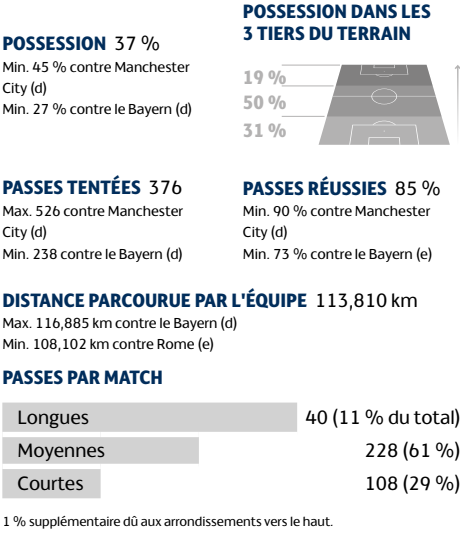 POSSESSION 37 %
Min. 45 % contre Manchester
City (d)
Min. 27 % contre le Bayern (d)
POSSESSION DANS LES
3 TIERS DU TERRAIN
19 %
50 %
31 %
PASSES TENTÉES 376
Max. 526 contre Manchester
City (d)
Min. 238 contre le Bayern (d)
PASSES RÉUSSIES 85 %
Min. 90 % contre Manchester
City (d)
Min. 73 % contre le Bayern (e)
DISTANCE PARCOURUE PAR L'ÉQUIPE 113,810 km
Max. 116,885 km contre le Bayern (d)
Min. 108,102 km contre Rome (e)
PASSES PAR MATCH
Longues 40 (11 % du total)
Moyennes 228 (61 %)
Courtes 108 (29 %)
1 % supplémentaire dû aux arrondissements vers le haut.